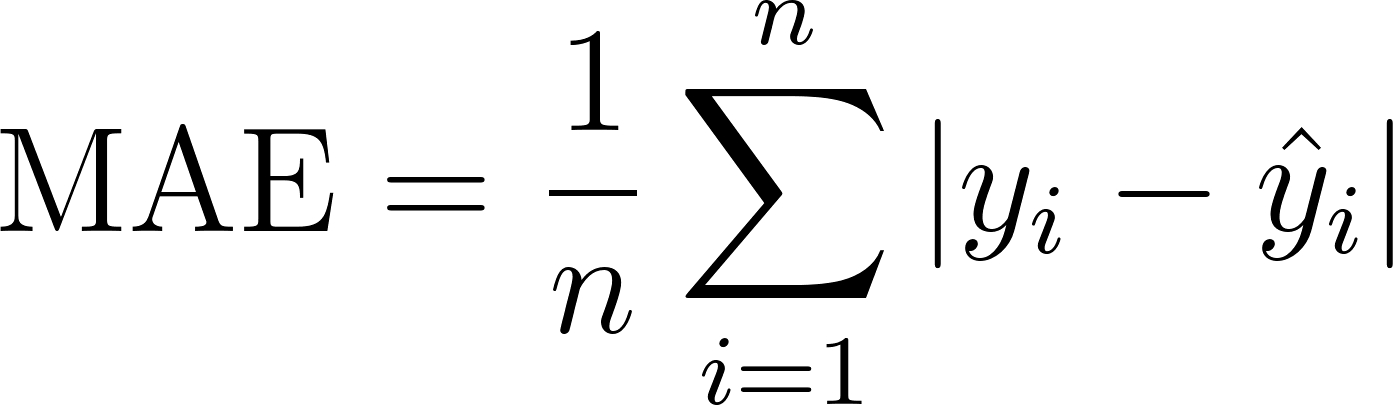 MAE = \frac{1}{n} \sum_{i=1}^{n} |y_i - \hat{y}_i|